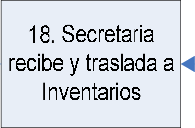 18. Secretaria
recibe y traslada a
Inventarios